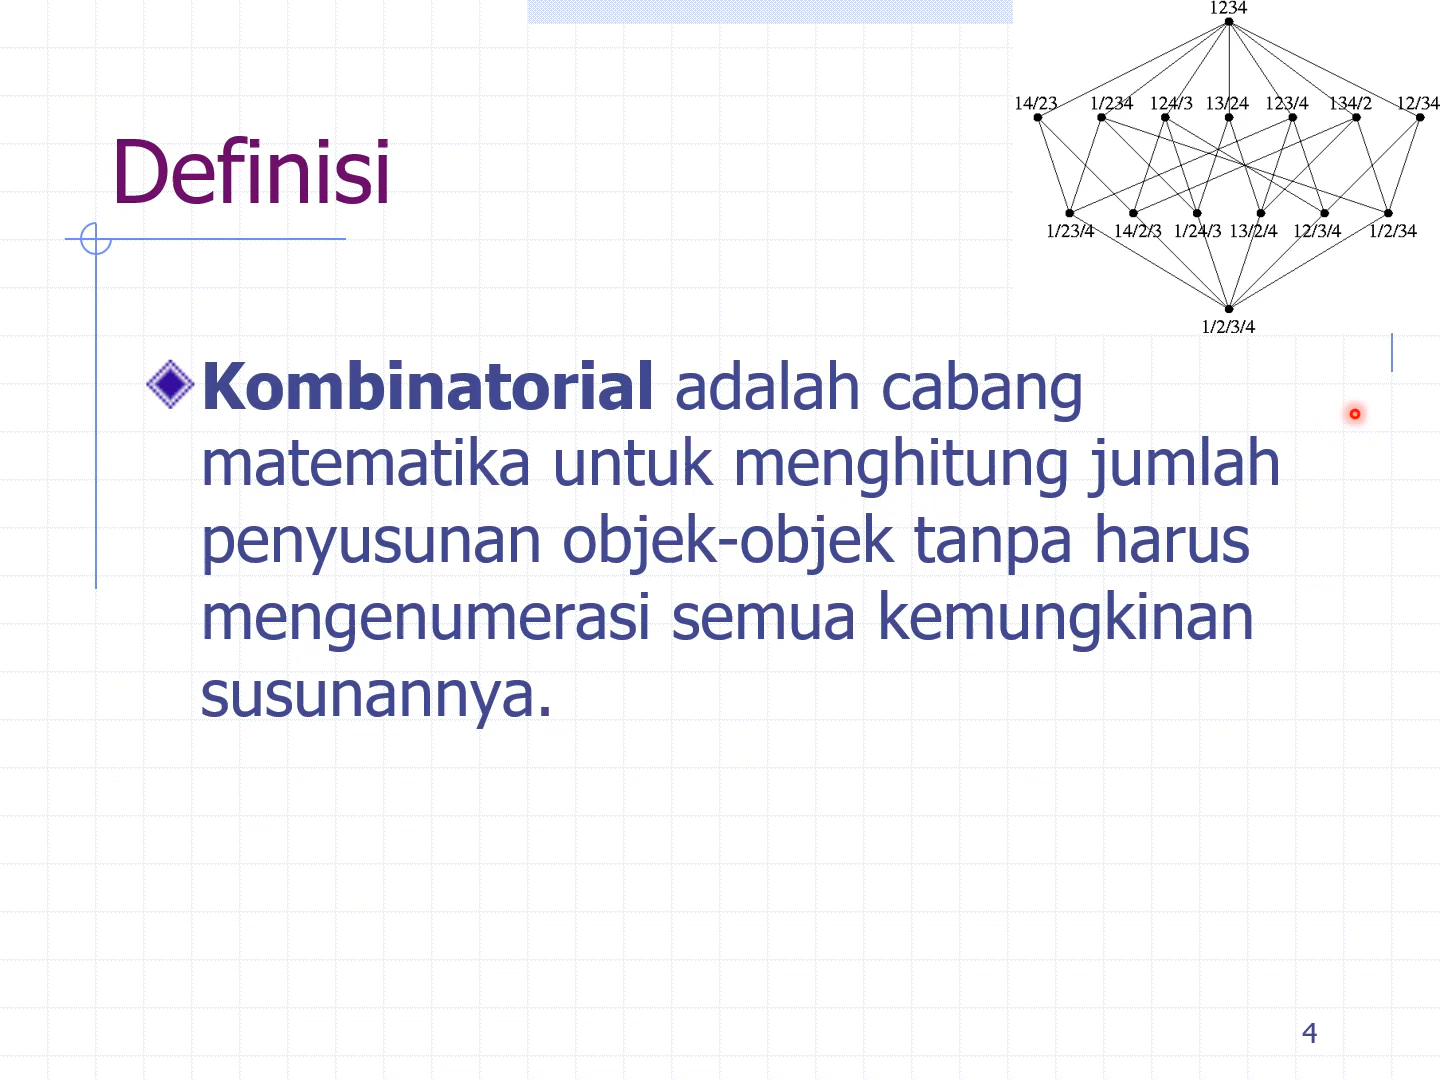 1234
14/23 1/234 124/3 13/24 123/4 134/2 12/34
Definisi
1/23/4 14/2/3 1/24/3 13/2/4 12/3/4 1/2/34
1/2/3/4
Kombinatorial adalah cabang
matematika untuk menghitung jumlah
penyusunan objek-objek tanpa harus
mengenumerasi semua kemungkinan
susunannya.
4